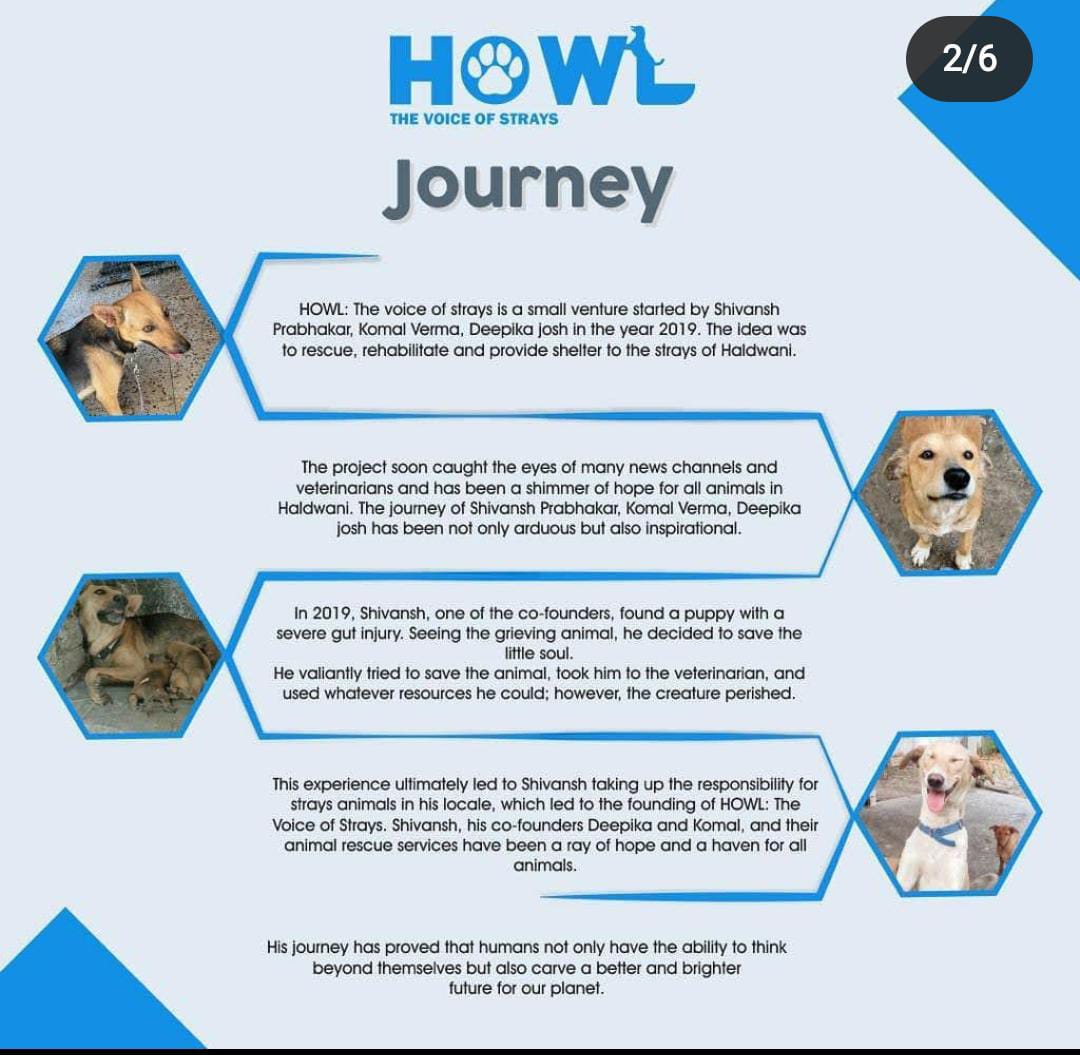 HOWL
THE VOICE OF STRAYS
2/6
Journey
HOWL: The voice of strays is a small venture started by Shivansh
Prabhakar, Komal Verma, Deepika josh in the year 2019. The idea was
to rescue, rehabilitate and provide shelter to the strays of Haldwani.
The project soon caught the eyes of many news channels and
veterinarians and has been a shimmer of hope for all animals in
Haldwani. The journey of Shivansh Prabhakar, Komal Verma, Deepika
josh has been not only arduous but also inspirational.
In 2019, Shivansh, one of the co-founders, found a puppy with a
severe gut injury. Seeing the grieving animal, he decided to save the
little soul.
He valiantly tried to save the animal, took him to the veterinarian, and
used whatever resources he could; however, the creature perished.
This experience ultimately led to Shivansh taking up the responsibility for
strays animals in his locale, which led to the founding of HOWL: The
Voice of Strays. Shivansh, his co-founders Deepika and Komal, and their
animal rescue services have been a ray of hope and a haven for all
animals.
His journey has proved that humans not only have the ability to think
beyond themselves but also carve a better and brighter
future for our planet.